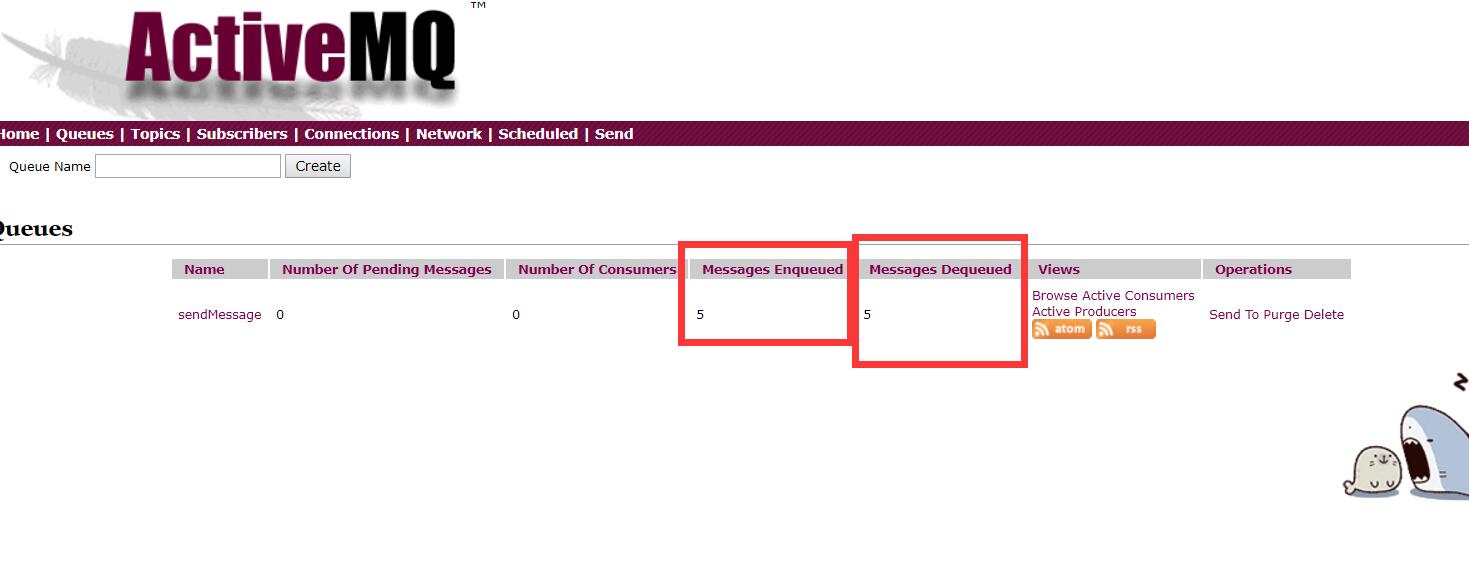 ActiveMQ™
Home | Queues | Topics | Subscribers | Connections | Network | Scheduled | Send
Queue Name Create
Queues
Name Number Of Pending Messages Number Of Consumers Messages Enqueued Messages Dequeued Views Operations
sendMessage 0 0 5 5 Browse Active Consumers
Active Producers
atom rss
Send To Purge Delete
z